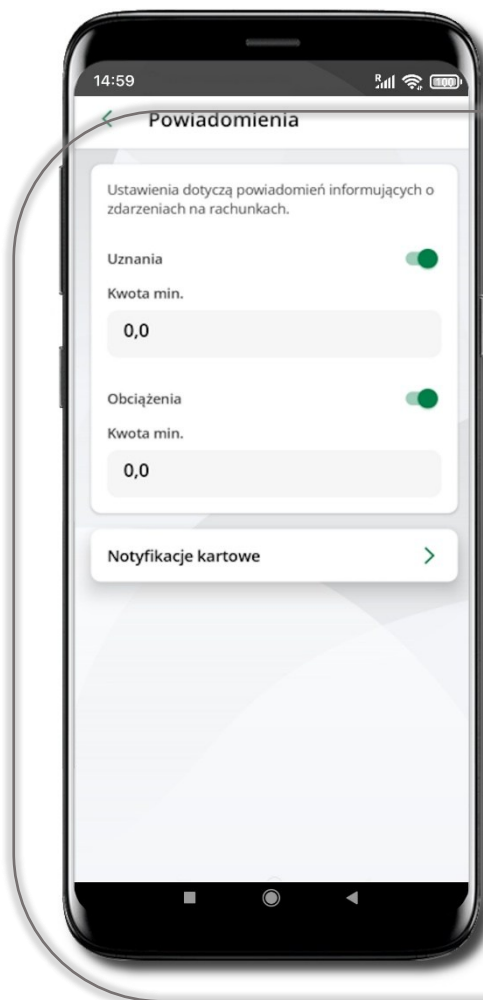 14:59
R
100
Powiadomienia
Ustawienia dotyczą powiadomień informujących o
zdarzeniach na rachunkach.
Uznania
Kwota min.
0,0
Obciążenia
Kwota min.
0,0
Notyfikacje kartowe